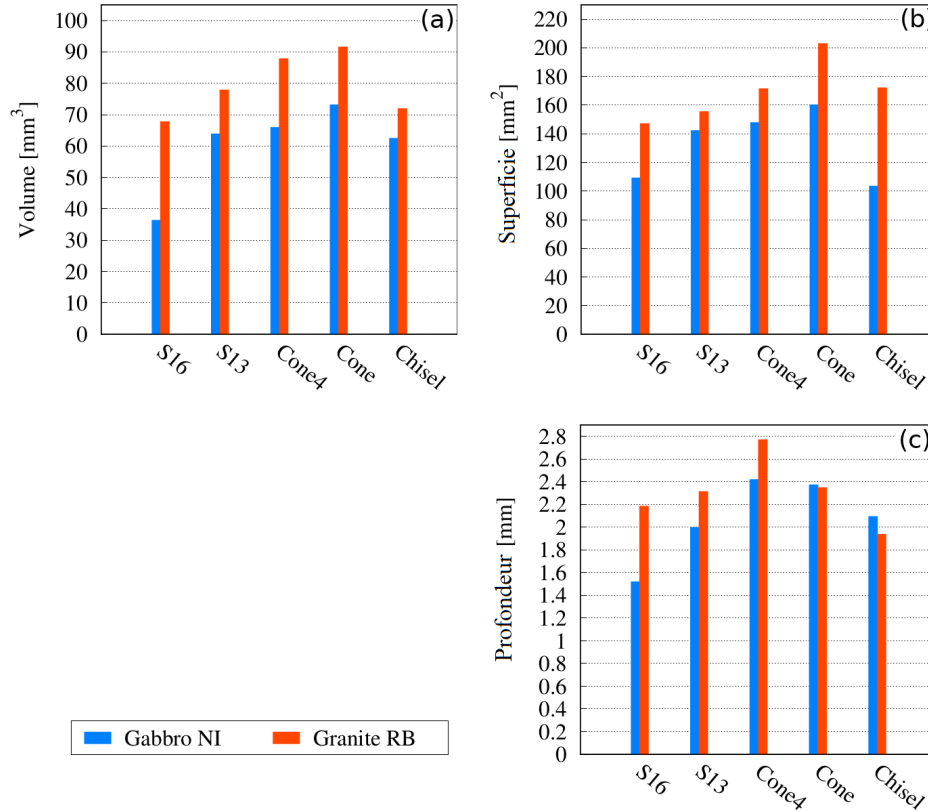 (a)
Volume [mm³]
100
90
80
70
60
50
40
30
20
10
0
S16
S13
Cone4
Cone
Chisel
(b)
Superficie [mm²]
220
200
180
160
140
120
100
80
60
40
20
0
S16
S13
Cone4
Cone
Chisel
(c)
Profondeur [mm]
2.8
2.6
2.4
2.2
2
1.8
1.6
1.4
1.2
1
0.8
0.6
0.4
0.2
0
S16
S13
Cone4
Cone
Chisel
Gabbro NI
Granite RB